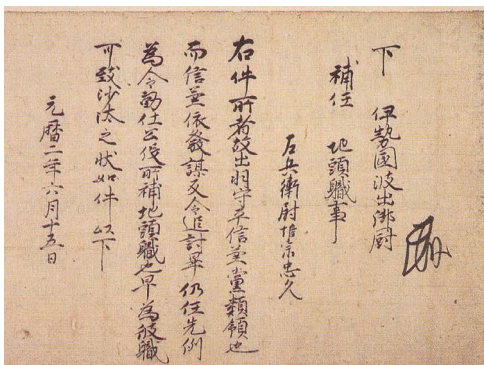 下 伊勢國波出御厨
補任 地頭職事
左兵衛尉惟宗忠久
右件所者故出羽守平信兼党類領也
而信兼依發謀反令追討畢仍任先例
為令勤仕公役所補地頭職也早為彼職
可致沙汰之状如件以下
元暦二年六月十五日